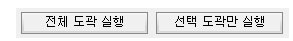 전체 도곽 실행
선택 도곽만 실행